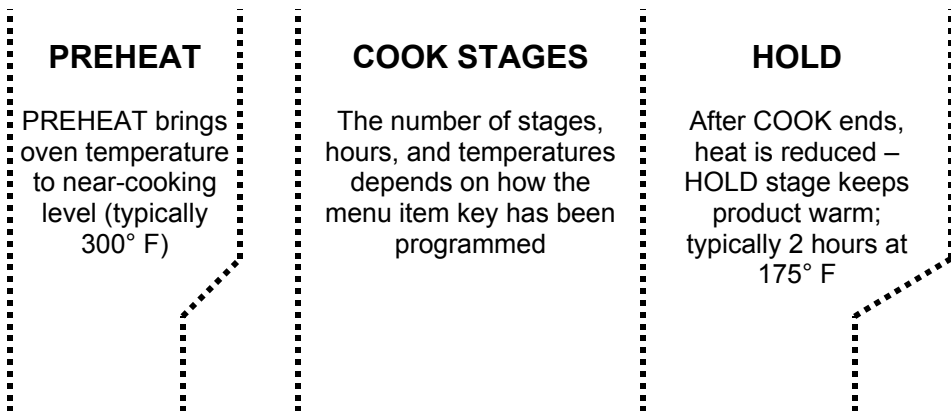 PREHEAT
PREHEAT brings
oven temperature
to near-cooking
level (typically
300° F)
COOK STAGES
The number of stages,
hours, and temperatures
depends on how the
menu item key has been
programmed
HOLD
After COOK ends,
heat is reduced –
HOLD stage keeps
product warm;
typically 2 hours at
175° F